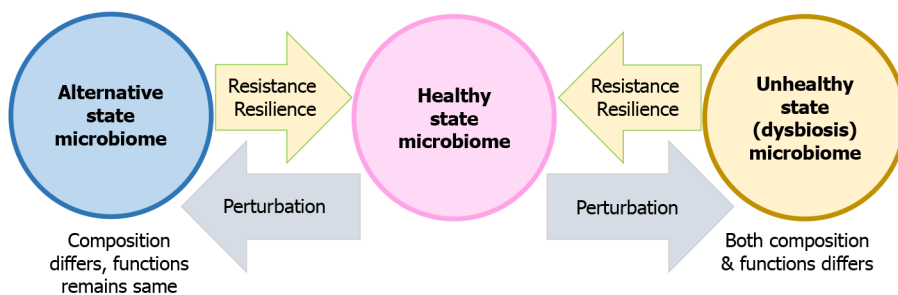 Alternative
state
microbiome
Resistance
Resilience
Healthy
state
microbiome
Resistance
Resilience
Unhealthy
state
(dysbiosis)
microbiome
Perturbation
Perturbation
Composition
differs, functions
remains same
Both composition
& functions differs